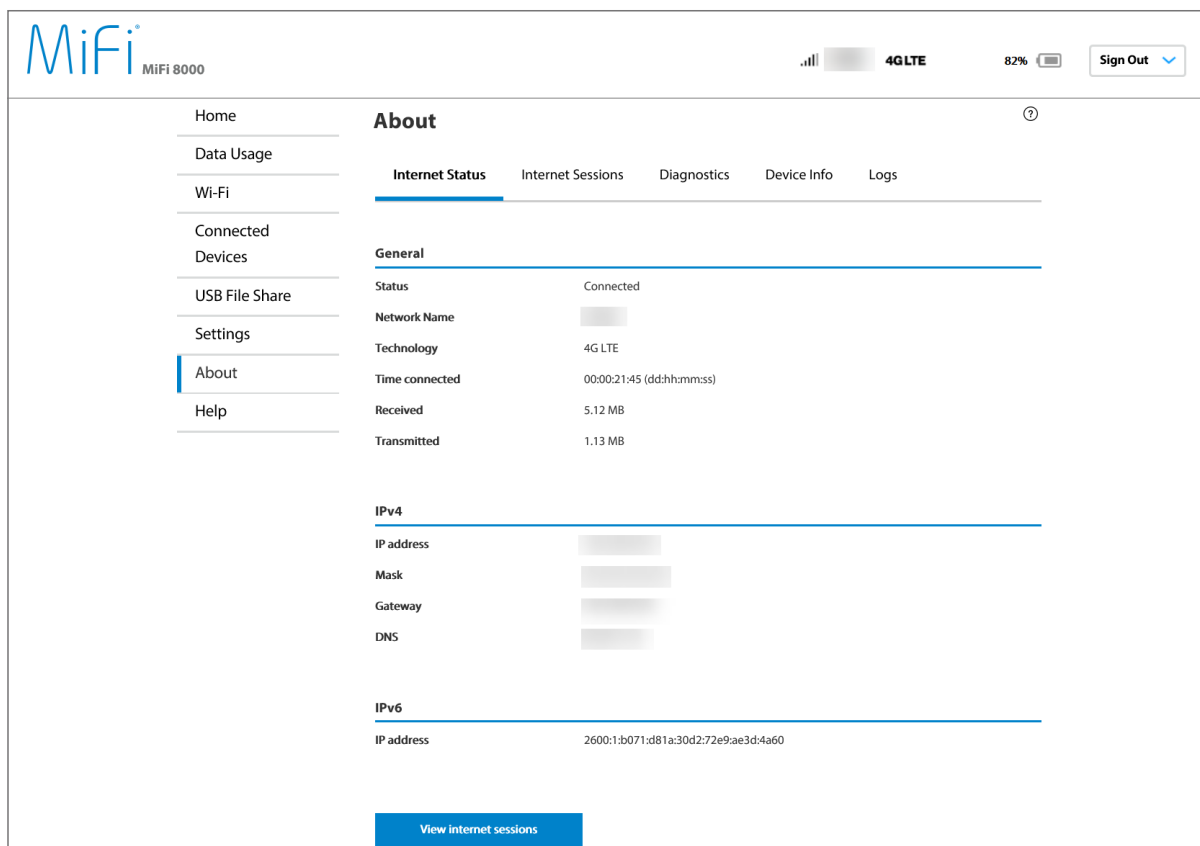 MiFi MiFi 8000 4G LTE 82% Sign Out
Home
Data Usage
Wi-Fi
Connected
Devices
USB File Share
Settings
About
Help
About ?
Internet Status Internet Sessions Diagnostics Device Info Logs
General
Status Connected
Network Name
Technology 4G LTE
Time connected 00:00:21:45 (dd:hh:mm:ss)
Received 5.12 MB
Transmitted 1.13 MB
IPv4
IP address
Mask
Gateway
DNS
IPv6
IP address 2600:1:b071:d81a:30d2:72e9:ae3d:4a60
View internet sessions